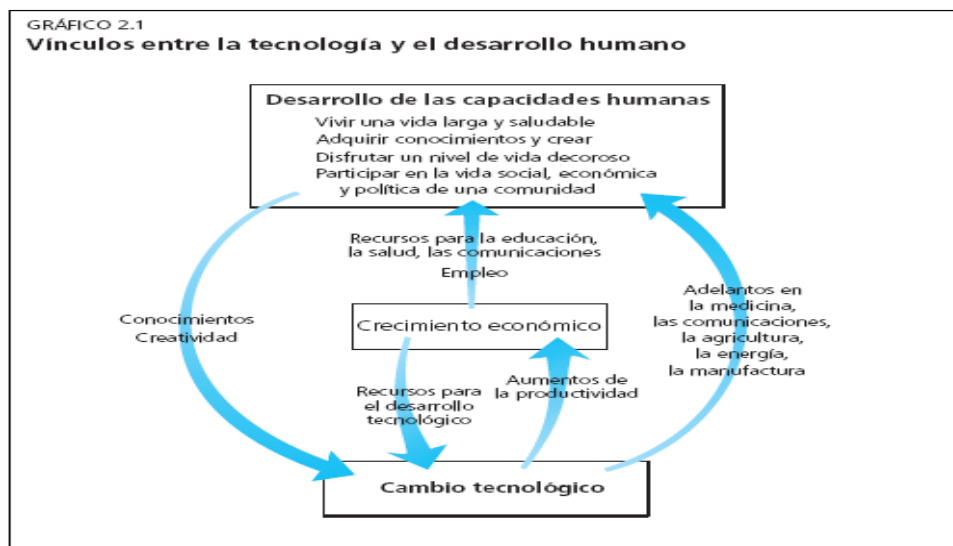 GRÁFICO 2.1
Vínculos entre la tecnología y el desarrollo humano
Desarrollo de las capacidades humanas
Vivir una vida larga y saludable
Adquirir conocimientos y crear
Disfrutar un nivel de vida decoroso
Participar en la vida social, económica
y política de una comunidad
Recursos para la educación,
la salud, las comunicaciones
Empleo
Conocimientos
Creatividad
Crecimiento económico
Adelantos en
la medicina,
las comunicaciones,
la agricultura,
la energía,
la manufactura
Recursos para
el desarrollo
tecnológico
Aumentos de
la productividad
Cambio tecnológico